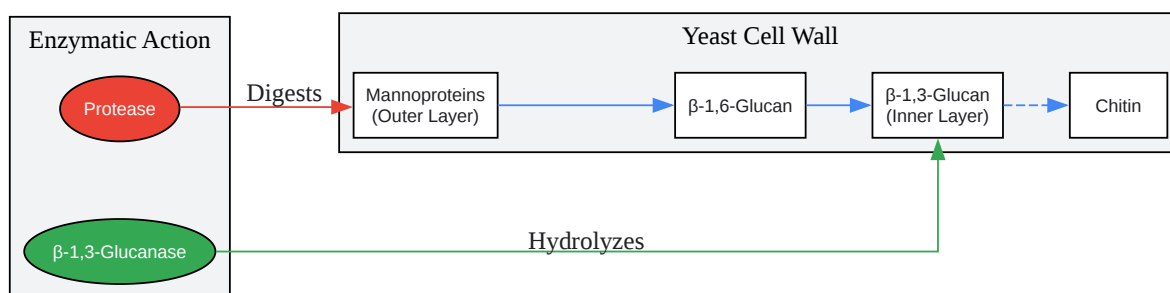 Enzymatic Action
Protease
β-1,3-Glucanase
Digests
Hydrolyzes
Yeast Cell Wall
Mannoproteins
(Outer Layer)
β-1,6-Glucan
β-1,3-Glucan
(Inner Layer)
Chitin